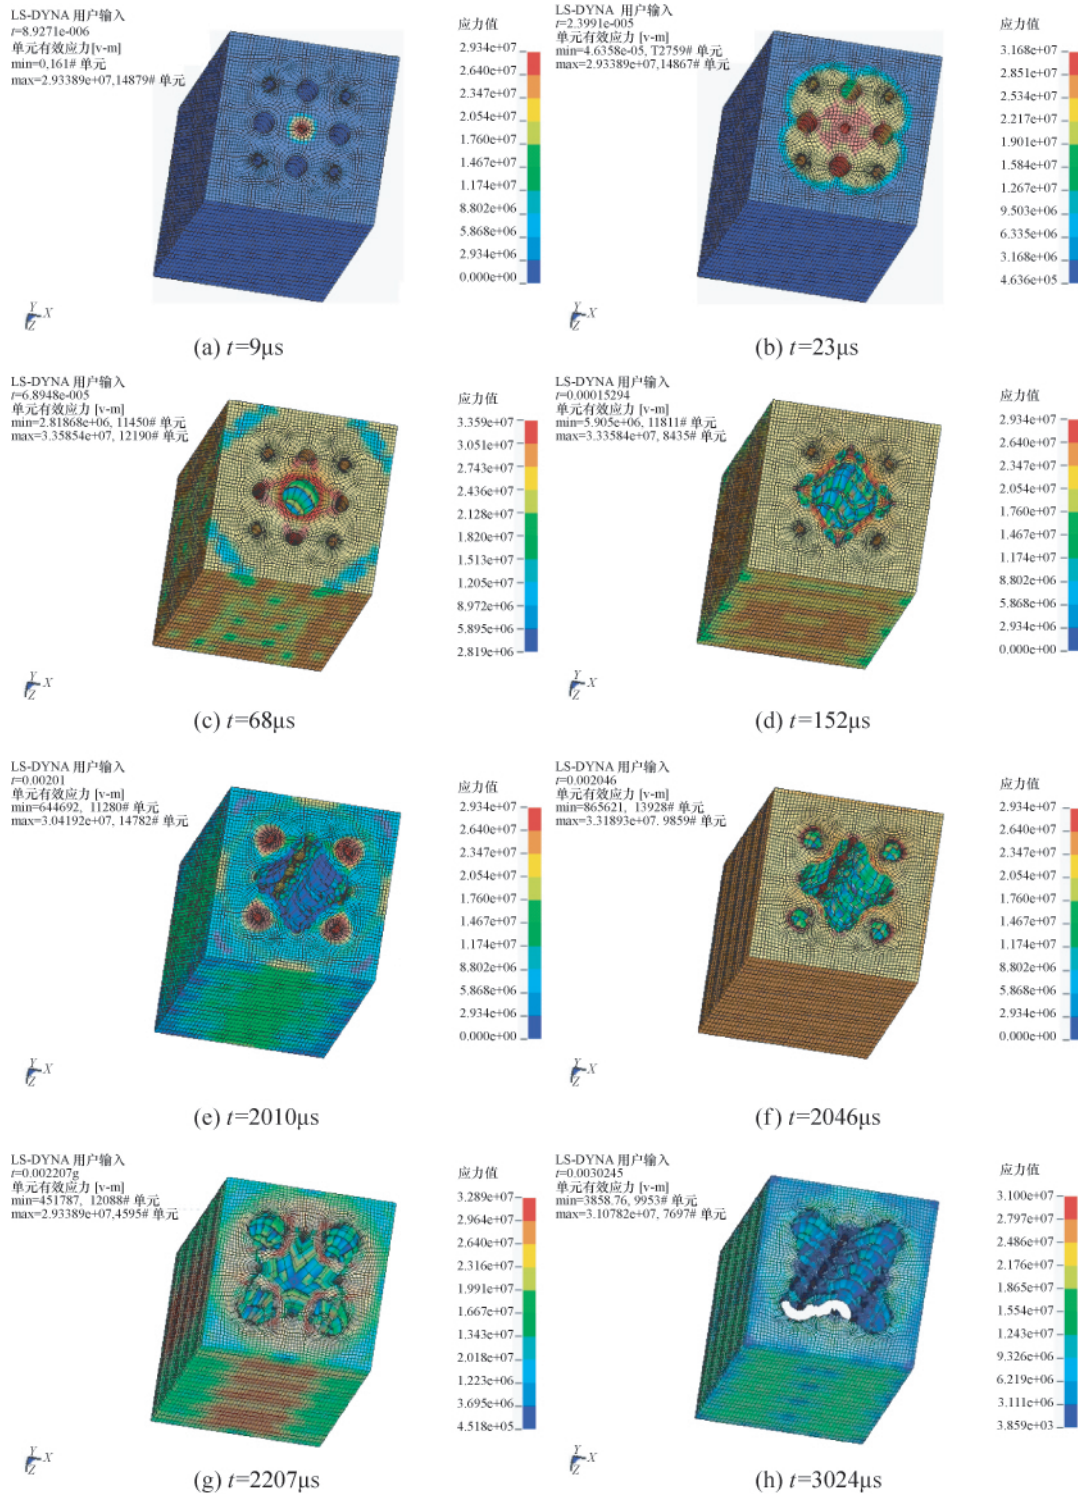 LS-DYNA 用户输入
t=8.9271e-006
单元有效应力[v-m]
min=0,161# 单元
max=2.93389e+07,14879# 单元
应力值
2.934e+07
2.640e+07
2.347e+07
2.054e+07
1.760e+07
1.467e+07
1.174e+07
8.802e+06
5.868e+06
2.934e+06
0.000e+00
Y
X
Z
(a) t=9μs
LS-DYNA 用户输入
t=2.3991e-005
单元有效应力[v-m]
min=4.6358e-05, T2759# 单元
max=2.93389e+07,14867# 单元
应力值
3.168e+07
2.851e+07
2.534e+07
2.217e+07
1.901e+07
1.584e+07
1.267e+07
9.503e+06
6.335e+06
3.168e+06
4.636e+05
Y
X
Z
(b) t=23μs
LS-DYNA 用户输入
t=6.8948e-005
单元有效应力 [v-m]
min=2.81868e+06, 11450# 单元
max=3.35854e+07, 12190# 单元
应力值
3.359e+07
3.051e+07
2.743e+07
2.436e+07
2.128e+07
1.820e+07
1.513e+07
1.205e+07
8.972e+06
5.895e+06
2.819e+06
Y
X
Z
(c) t=68μs
LS-DYNA 用户输入
t=0.00015294
单元有效应力 [v-m]
min=5.905e+06, 11811# 单元
max=3.33584e+07, 8435# 单元
应力值
2.934e+07
2.640e+07
2.347e+07
2.054e+07
1.760e+07
1.467e+07
1.174e+07
8.802e+06
5.868e+06
2.934e+06
0.000e+00
Y
X
Z
(d) t=152μs
LS-DYNA 用户输入
t=0.00201
单元有效应力 [v-m]
min=644692, 11280# 单元
max=3.04192e+07, 14782# 单元
应力值
2.934e+07
2.640e+07
2.347e+07
2.054e+07
1.760e+07
1.467e+07
1.174e+07
8.802e+06
5.868e+06
2.934e+06
0.000e+00
Y
X
Z
(e) t=2010μs
LS-DYNA 用户输入
t=0.002046
单元有效应力 [v-m]
min=865621, 13928# 单元
max=3.31893e+07. 9859# 单元
应力值
2.934e+07
2.640e+07
2.347e+07
2.054e+07
1.760e+07
1.467e+07
1.174e+07
8.802e+06
5.868e+06
2.934e+06
0.000e+00
Y
X
Z
(f) t=2046μs
LS-DYNA 用户输入
t=0.002207g
单元有效应力 [v-m]
min=451787, 12088# 单元
max=2.93389e+07,4595# 单元
应力值
3.289e+07
2.964e+07
2.640e+07
2.316e+07
1.991e+07
1.667e+07
1.343e+07
2.018e+07
1.223e+07
3.695e+06
4.518e+05
Y
X
Z
(g) t=2207μs
LS-DYNA 用户输入
t=0.0030245
单元有效应力 [v-m]
min=3858.76, 9953# 单元
max=3.10782e+07, 7697# 单元
应力值
3.100e+07
2.797e+07
2.486e+07
2.176e+07
1.865e+07
1.554e+07
1.243e+07
9.326e+06
6.219e+06
3.111e+06
3.859e+03
Y
X
Z
(h) t=3024μs